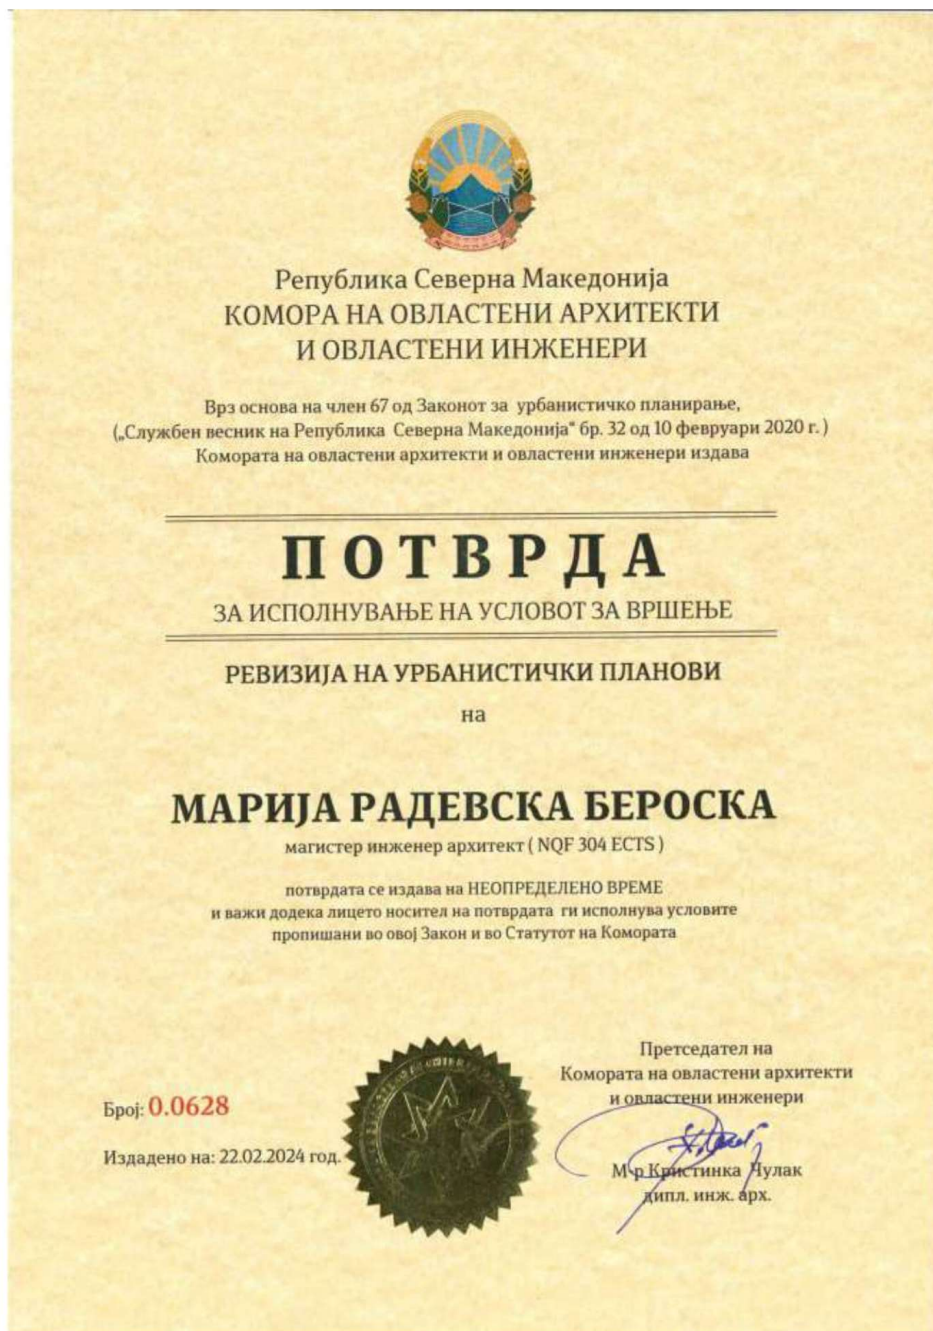 Република Северна Македонија
КОМОРА НА ОВЛАСТЕНИ АРХИТЕКТИ
И ОВЛАСТЕНИ ИНЖЕНЕРИ
Врз основа на член 67 од Законот за урбанистичко планирање,
(„Службен весник на Република Северна Македонија“ бр. 32 од 10 февруари 2020 г. )
Комората на овластени архитекти и овластени инженери издава
ПОТВРДА
ЗА ИСПОЛНУВАЊЕ НА УСЛОВОТ ЗА ВРШЕЊЕ
РЕВИЗИЈА НА УРБАНИСТИЧКИ ПЛАНОВИ
на
МАРИЈА РАДЕВСКА БЕРОСКА
магистер инженер архитект ( NQF 304 ECTS )
потврдата се издава на НЕОПРЕДЕЛЕНО ВРЕМЕ
и важи додека лицето носител на потврдата ги исполнува условите
пропишани во овој Закон и во Статутот на Комората
Претседател на
Комората на овластени архитекти
и овластени инженери
Број: 0.0628
Издадено на: 22.02.2024 год.
М-р Кристинка Чулак
дипл. инж. арх.